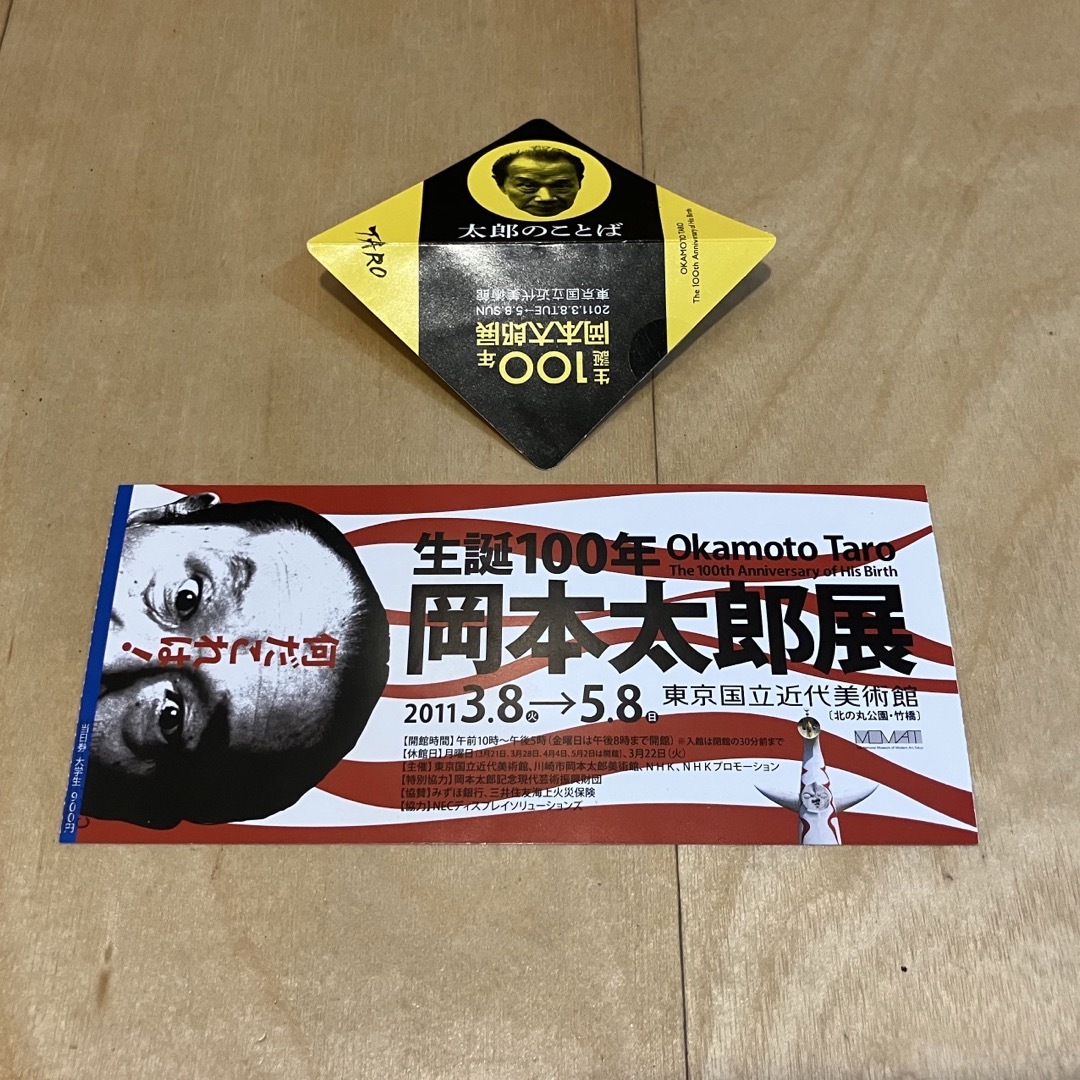 太郎のことば
TARO
OKAMOTO TARO
The 100th Anniversary of His Birth
生誕100年
岡本太郎展
2011.3.8.TUE→5.8.SUN
東京国立近代美術館
生誕100年 Okamoto Taro
The 100th Anniversary of HIs Birth
岡本太郎展
2011 3.8火→5.8日 東京国立近代美術館
〔北の丸公園・竹橋〕
MOMAT
The National Museum of Modern Art, Tokyo
【開館時間】午前10時〜午後5時(金曜日は午後8時まで開館) ※入館は閉館の30分前まで
【休館日】月曜日(3月21日、3月28日、4月4日、5月2日は開館)、3月22日(火)
【主催】東京国立近代美術館、川崎市岡本太郎美術館、NHK、NHKプロモーション
【特別協力】岡本太郎記念現代芸術振興財団
【協賛】みずほ銀行、三井住友海上火災保険
【協力】NECディスプレイソリューションズ
何だこれは!
当日券 大学生 900円